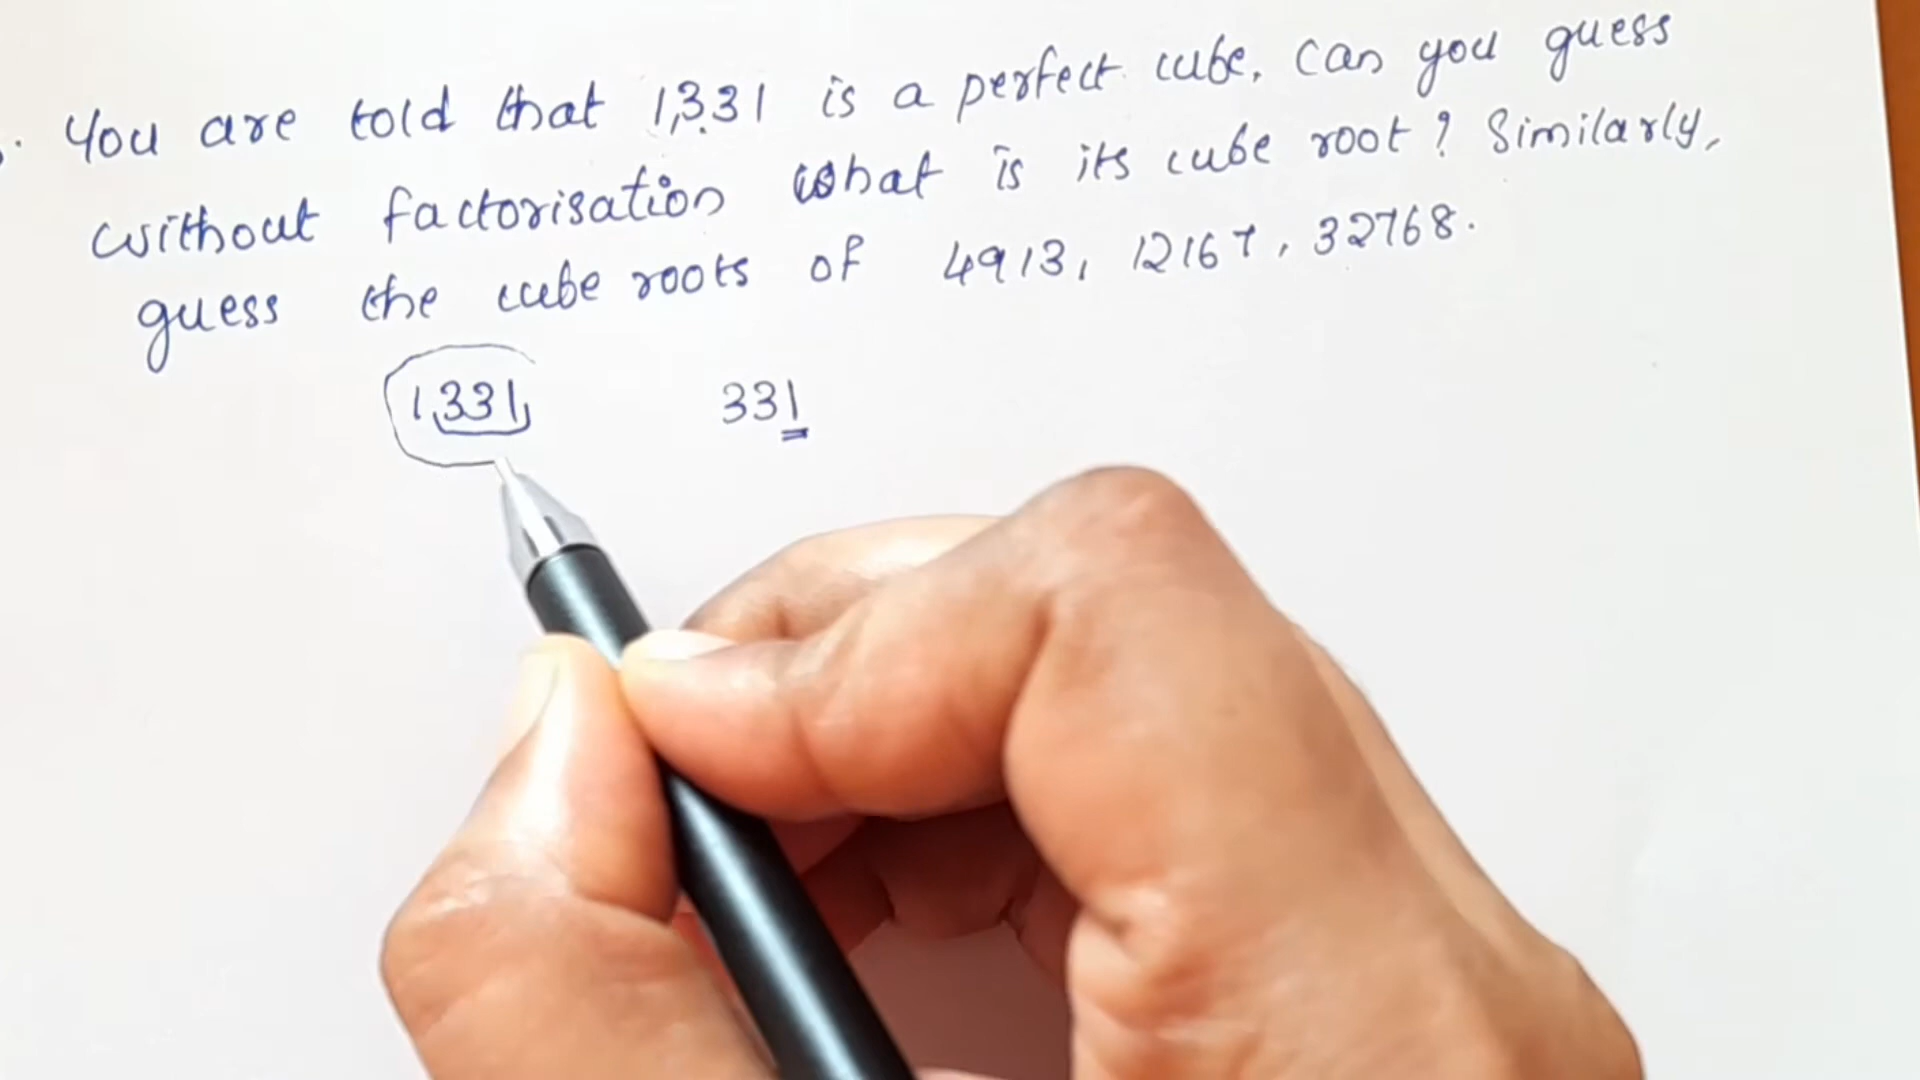 You are told that 1,331 is a perfect cube. Can you guess
without factorisation what is its cube root? Similarly,
guess the cube roots of 4913, 12167, 32768.
1,331, 331